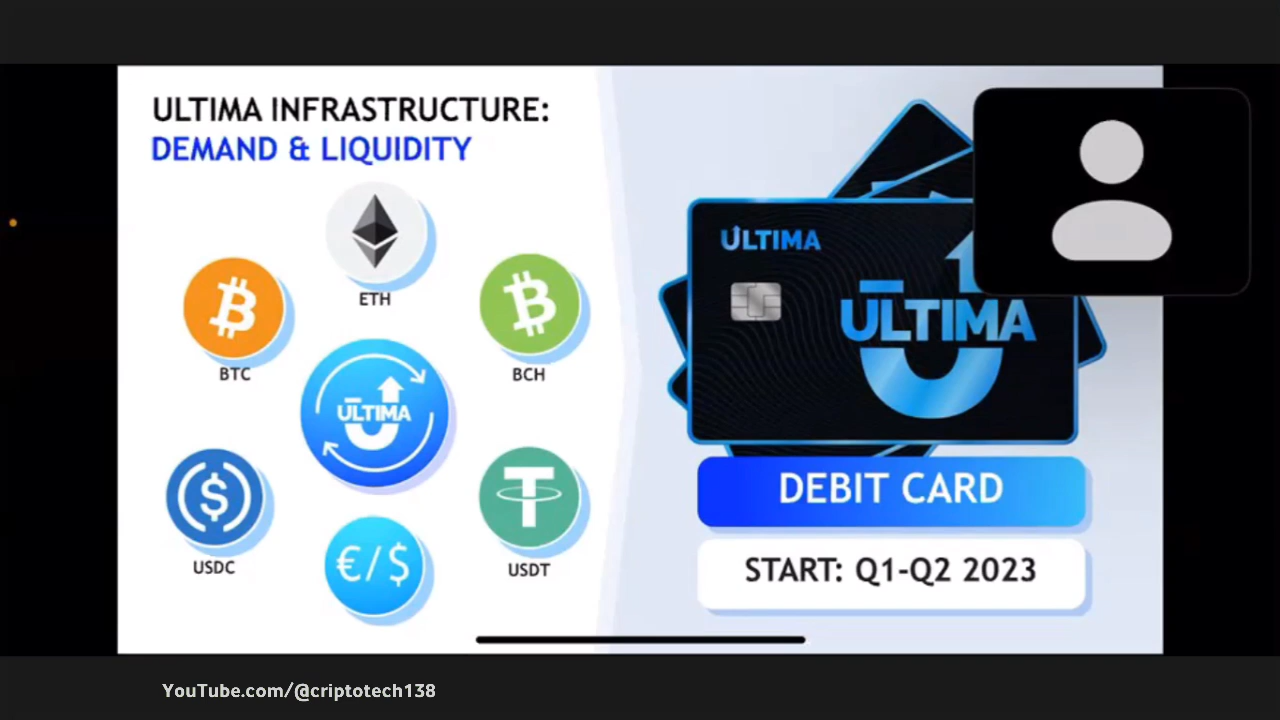 ULTIMA INFRASTRUCTURE:
DEMAND & LIQUIDITY
ETH
BTC
BCH
ULTIMA
USDC
€/$
USDT
ULTIMA
ULTIMA
DEBIT CARD
START: Q1-Q2 2023
YouTube.com/@criptotech138